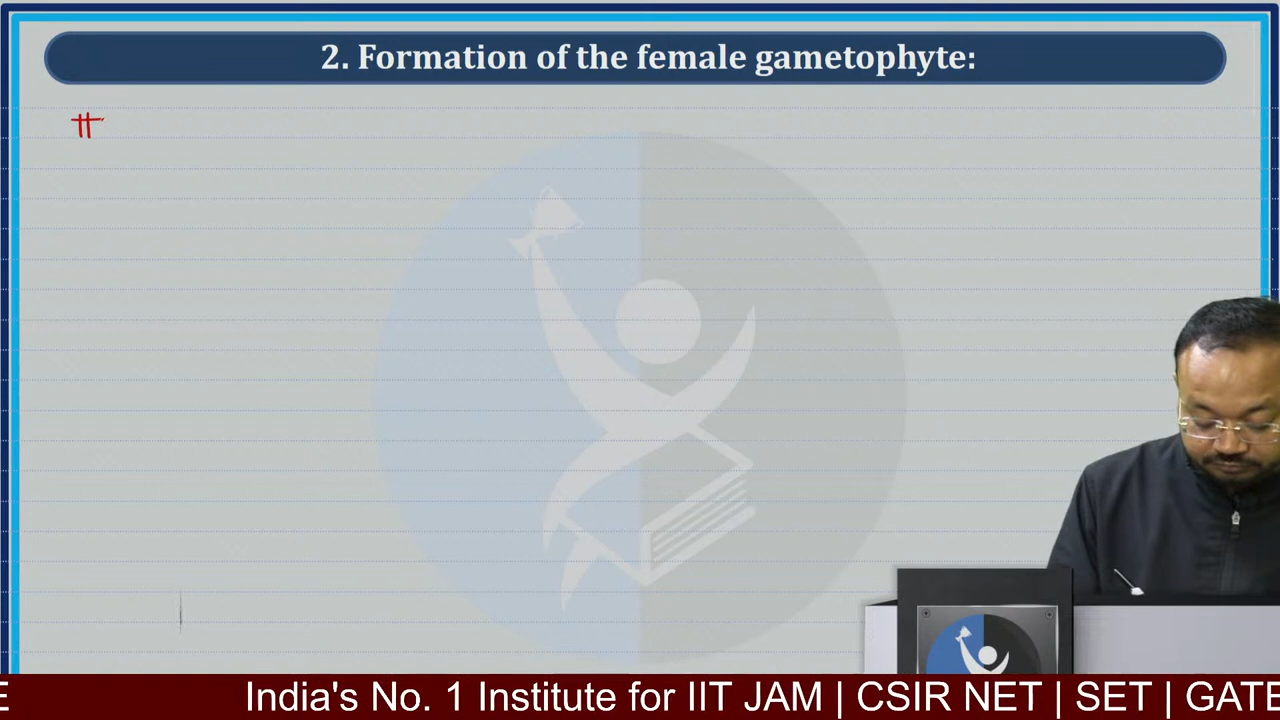 2. Formation of the female gametophyte:
#
E India's No. 1 Institute for IIT JAM | CSIR NET | SET | GATE